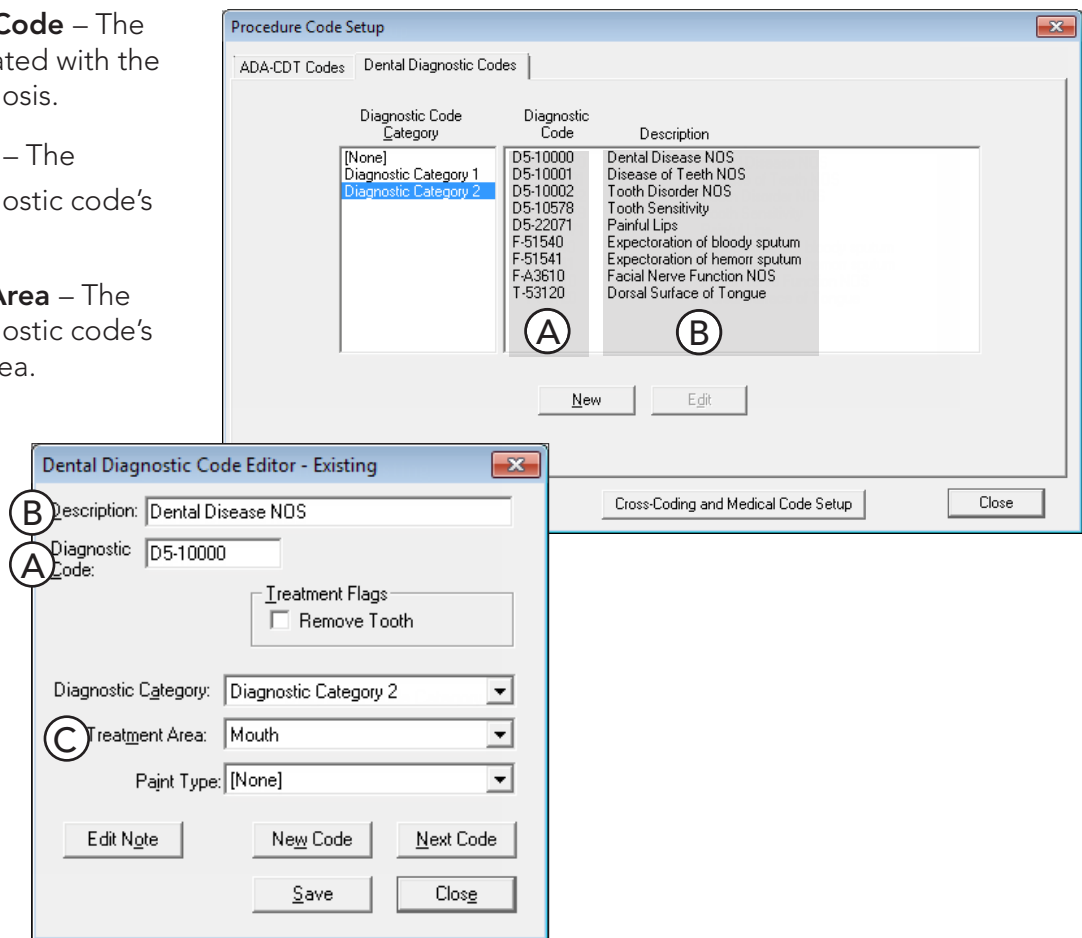 Code – The
ated with the
nosis.
– The
ostic code's
Area – The
nostic code's
ea.
Procedure Code Setup
ADA-CDT Codes Dental Diagnostic Codes
Diagnostic Code Category
Diagnostic Code
Description
[None]
Diagnostic Category 1
Diagnostic Category 2
D5-10000 Dental Disease NOS
D5-10001 Disease of Teeth NOS
D5-10002 Tooth Disorder NOS
D5-10578 Tooth Sensitivity
D5-22071 Painful Lips
F-51540 Expectoration of bloody sputum
F-51541 Expectoration of hemorr sputum
F-A3610 Facial Nerve Function NOS
T-53120 Dorsal Surface of Tongue
A B
New Edit
Cross-Coding and Medical Code Setup Close
Dental Diagnostic Code Editor - Existing
B Description: Dental Disease NOS
A Diagnostic Code: D5-10000
Treatment Flags
Remove Tooth
Diagnostic Category: Diagnostic Category 2
C Treatment Area: Mouth
Paint Type: [None]
Edit Note New Code Next Code
Save Close